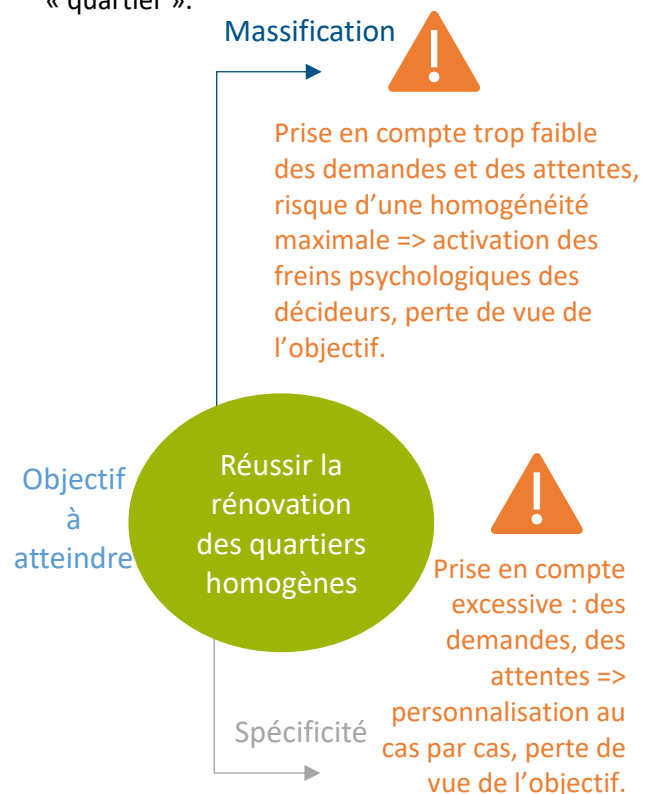 « quartier ».
Massification
Prise en compte trop faible
des demandes et des attentes,
risque d’une homogénéité
maximale => activation des
freins psychologiques des
décideurs, perte de vue de
l’objectif.
Objectif
à
atteindre
Réussir la
rénovation
des quartiers
homogènes
Prise en compte
excessive : des
demandes, des
attentes =>
personnalisation au
cas par cas, perte de
vue de l’objectif.
Spécificité